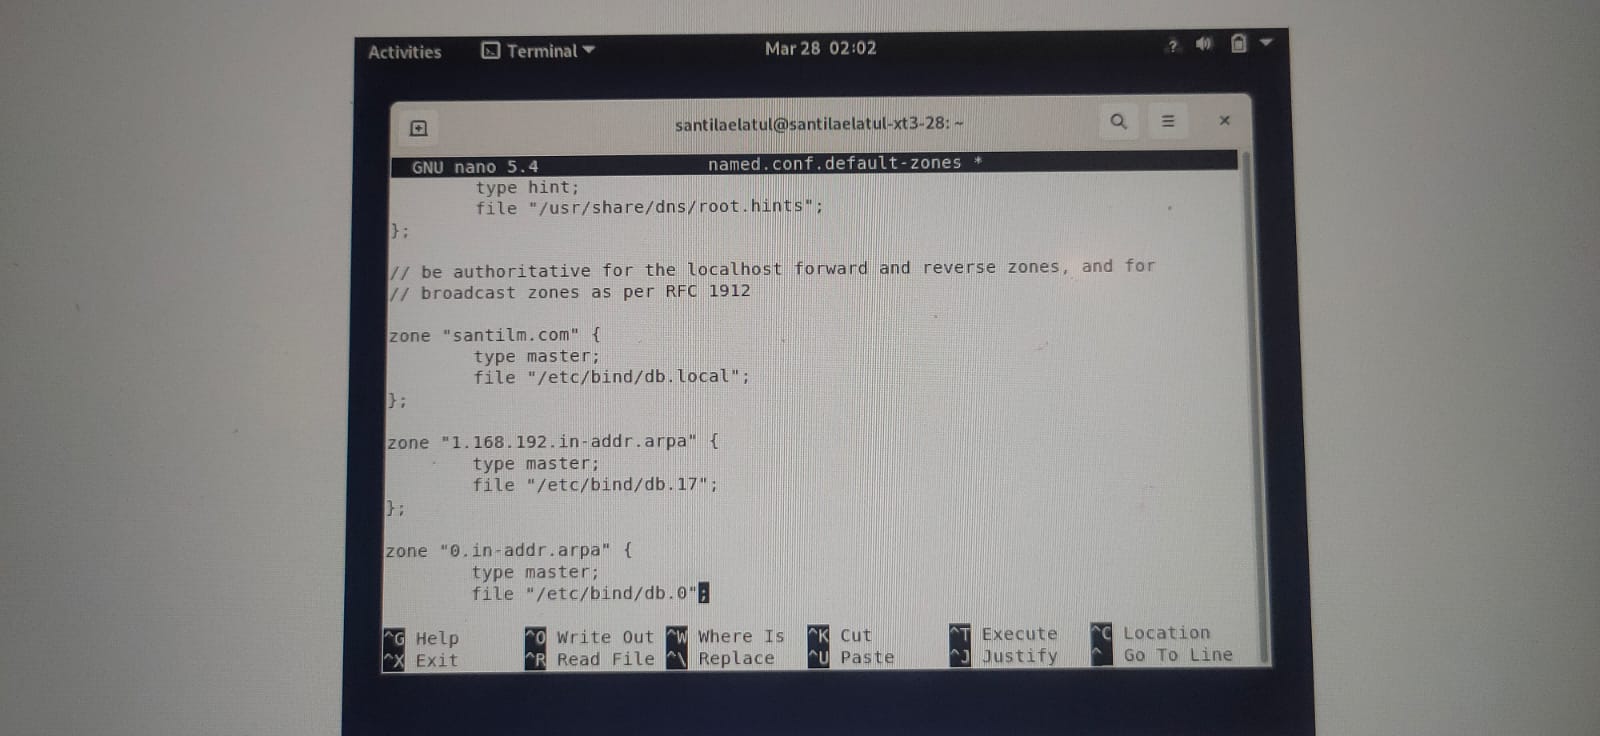 Activities Terminal Mar 28 02:02 ?
santilaelatul@santilaelatul-xt3-28: ~
GNU nano 5.4 named.conf.default-zones *
type hint;
file "/usr/share/dns/root.hints";
};
// be authoritative for the localhost forward and reverse zones, and for
// broadcast zones as per RFC 1912
zone "santilm.com" {
type master;
file "/etc/bind/db.local";
};
zone "1.168.192.in-addr.arpa" {
type master;
file "/etc/bind/db.17";
};
zone "0.in-addr.arpa" {
type master;
file "/etc/bind/db.0";
^G Help ^O Write Out ^W Where Is ^K Cut ^T Execute ^C Location
^X Exit ^R Read File ^\ Replace ^U Paste ^J Justify ^ Go To Line